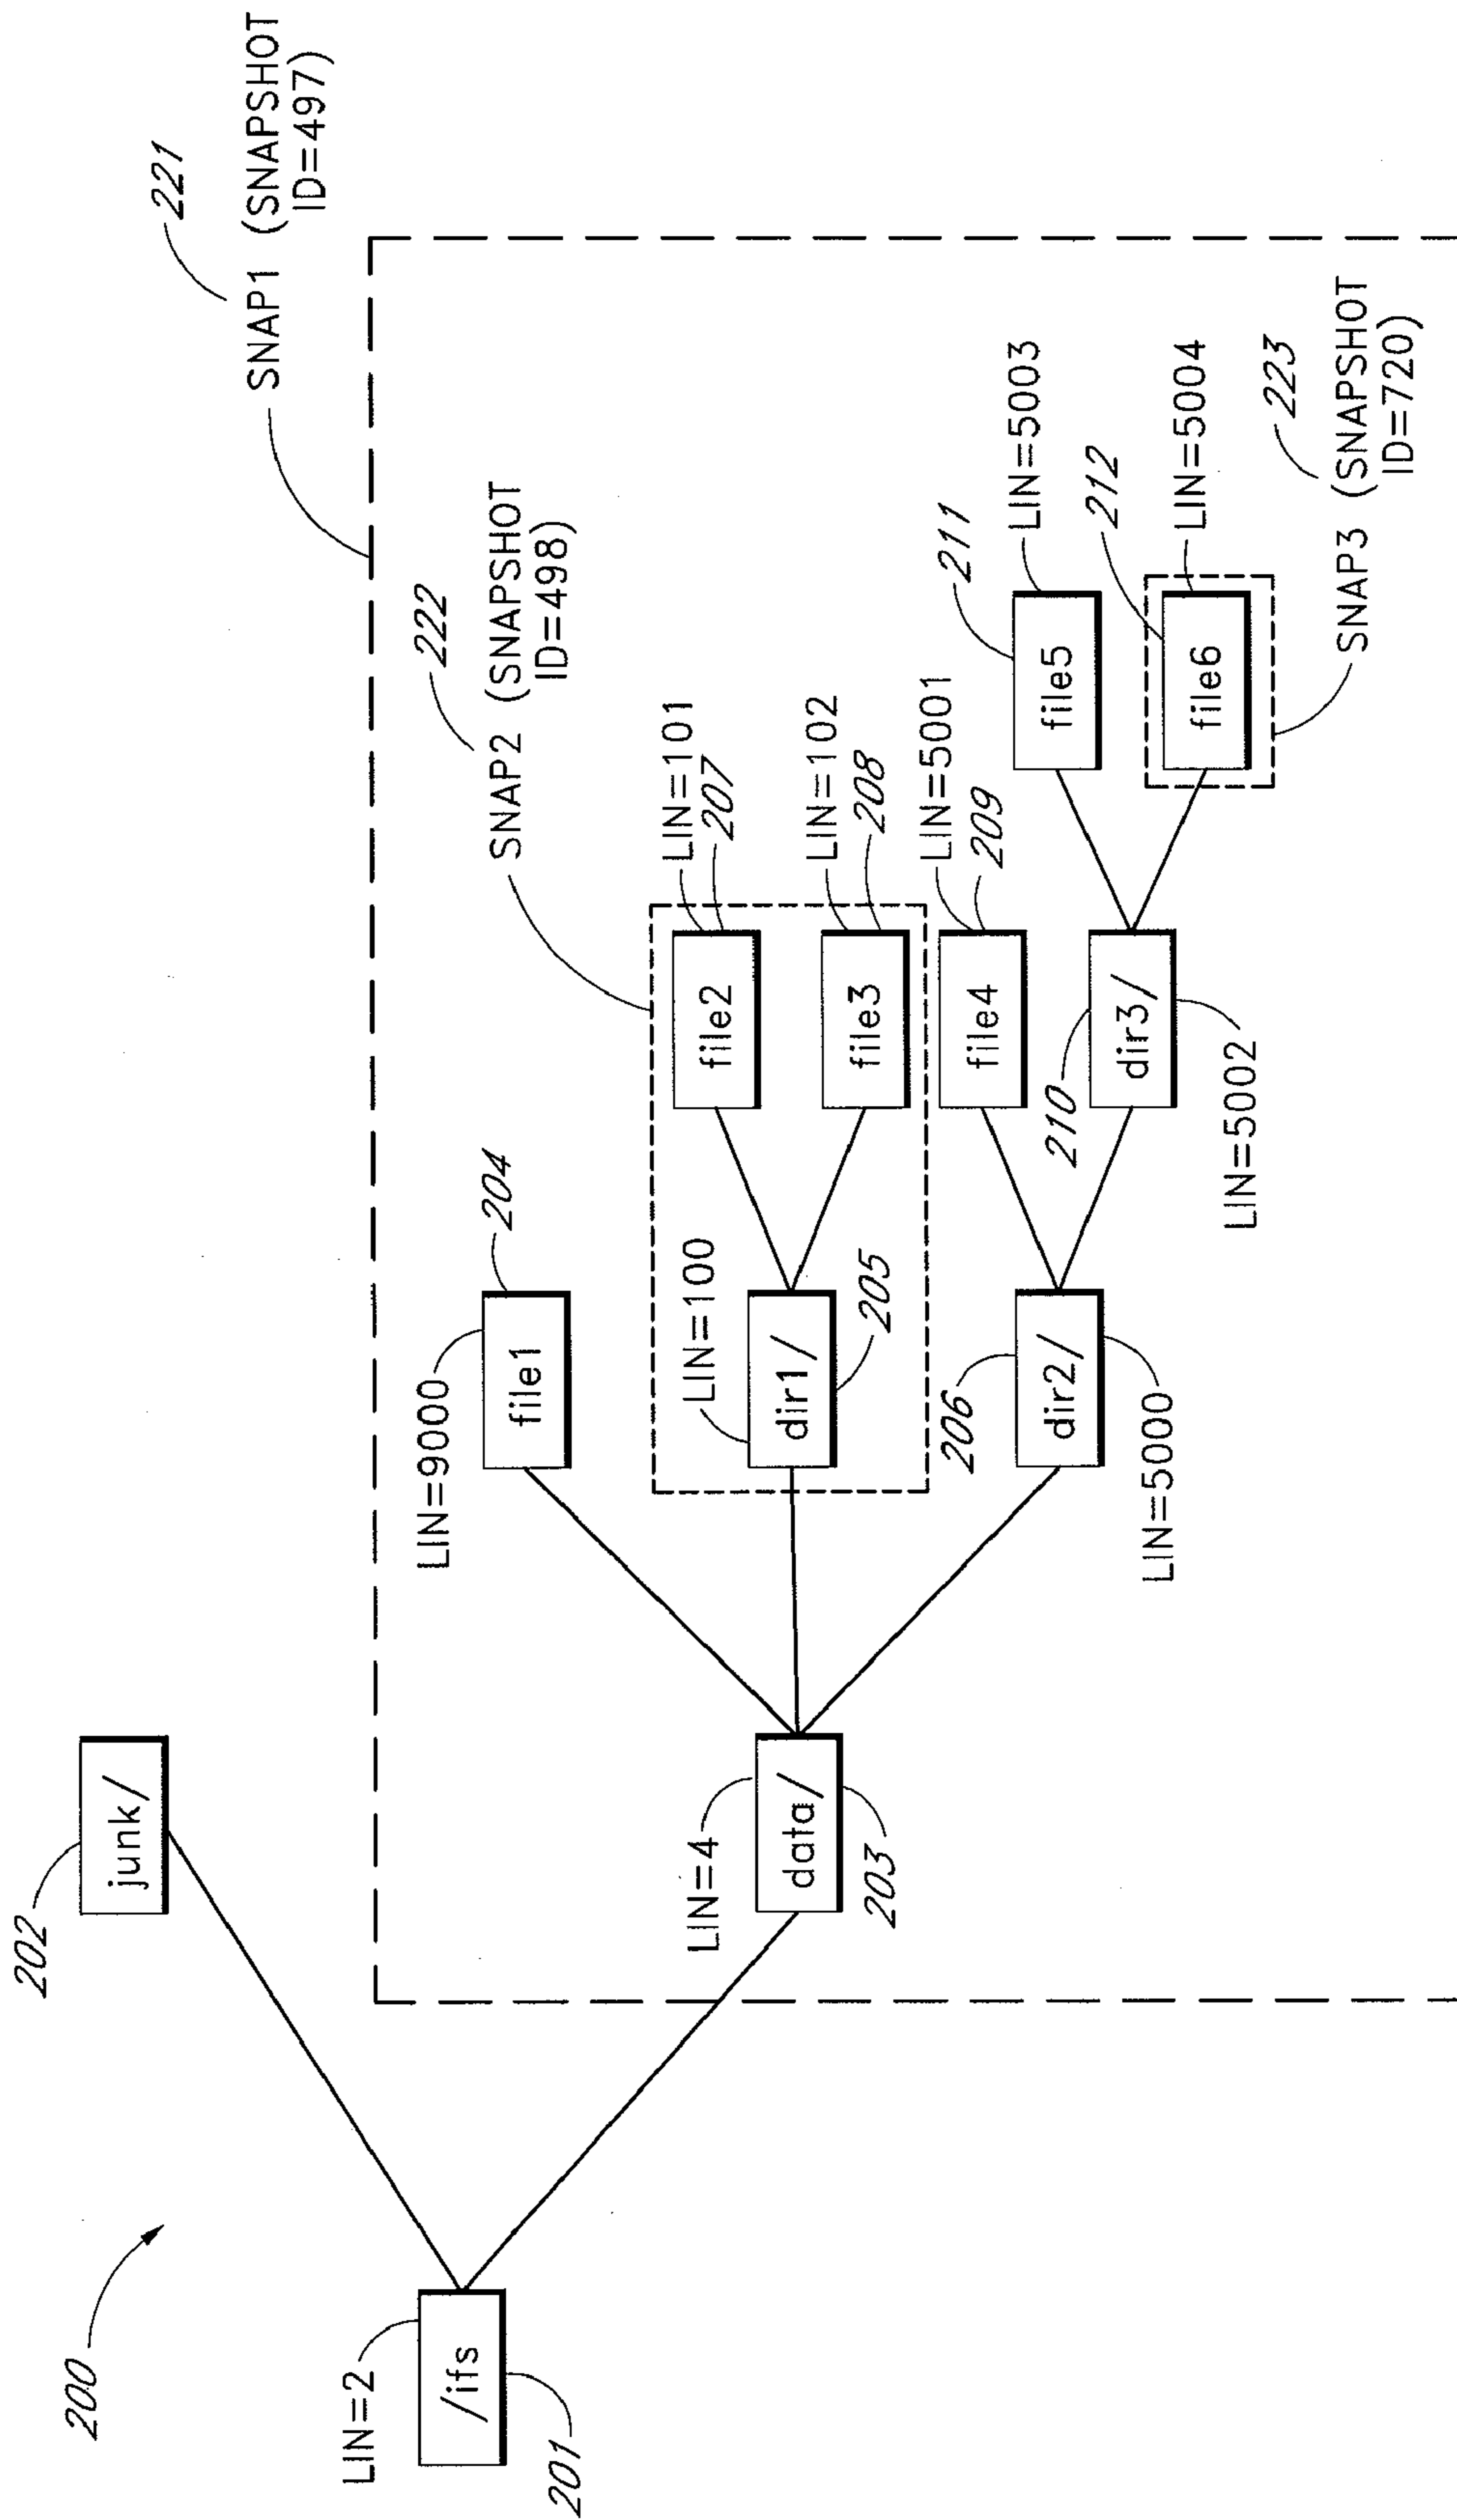 200
LIN=2
/ifs
201
202
junk/
LIN=4
data/
203
SNAP1 (SNAPSHOT
ID=497)
221
LIN=9000
file1
204
SNAP2 (SNAPSHOT
ID=498)
222
LIN=100
dir1/
205
file2
LIN=101
207
file3
LIN=102
208
206
dir2/
LIN=5000
file4
LIN=5001
209
210
dir3/
LIN=5002
211
file5
LIN=5003
212
file6
LIN=5004
223
SNAP3 (SNAPSHOT
ID=720)